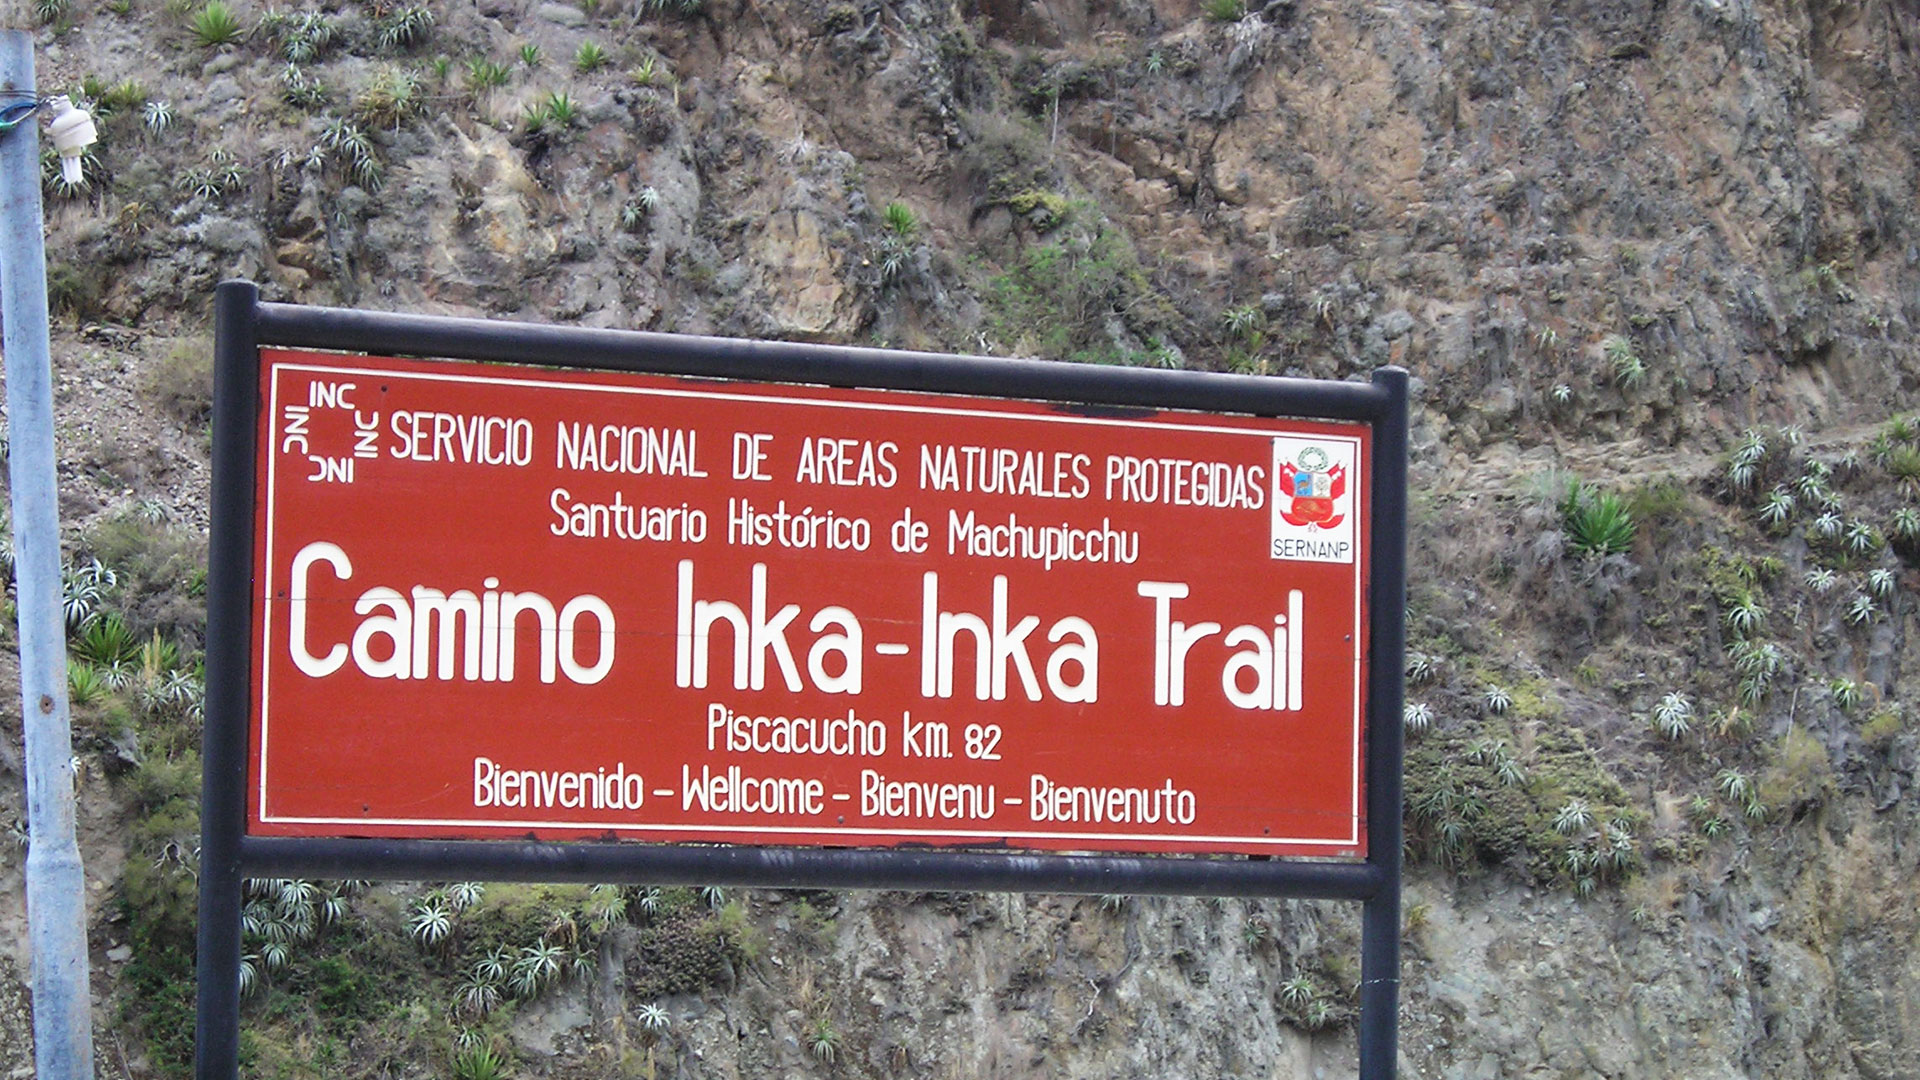 INC
INC
INC
INC
SERVICIO NACIONAL DE AREAS NATURALES PROTEGIDAS
Santuario Histórico de Machupicchu
SERNANP
Camino Inka - Inka Trail
Piscacucho km. 82
Bienvenido - Wellcome - Bienvenu - Bienvenuto